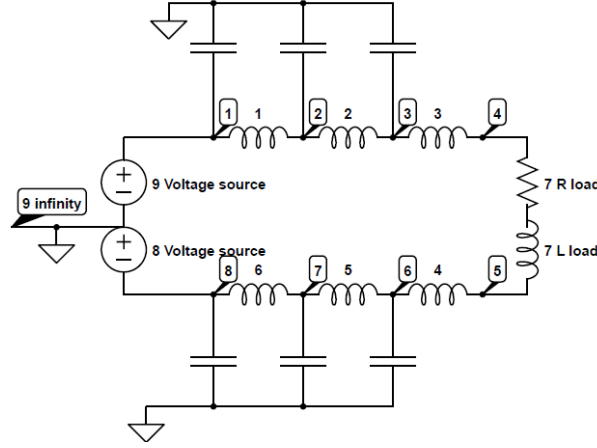 1 1 2 2 3 3 4
9 Voltage source
7 R load
9 infinity
8 Voltage source
7 L load
8 6 7 5 6 4 5
+
−
+
−